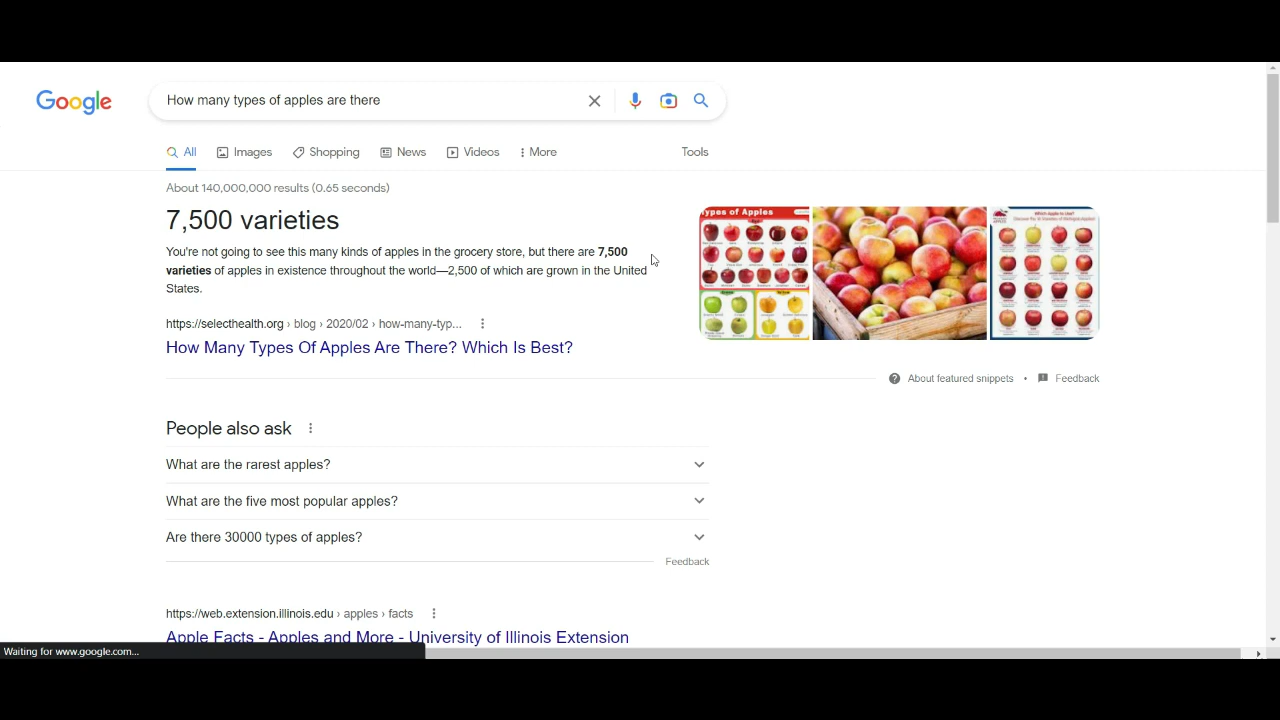 Google
How many types of apples are there
All Images Shopping News Videos More Tools
About 140,000,000 results (0.65 seconds)
7,500 varieties
You're not going to see this many kinds of apples in the grocery store, but there are 7,500
varieties of apples in existence throughout the world—2,500 of which are grown in the United
States.
Types of Apples
https://selecthealth.org › blog › 2020/02 › how-many-typ...
How Many Types Of Apples Are There? Which Is Best?
About featured snippets • Feedback
People also ask
What are the rarest apples?
What are the five most popular apples?
Are there 30000 types of apples?
Feedback
https://web.extension.illinois.edu › apples › facts
Apple Facts - Apples and More - University of Illinois Extension
Waiting for www.google.com...